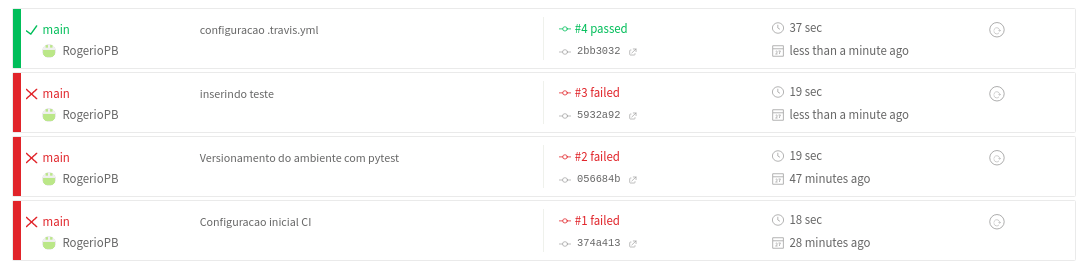 main configuracao .travis.yml #4 passed 37 sec
RogerioPB 2bb3032 less than a minute ago
main inserindo teste #3 failed 19 sec
RogerioPB 5932a92 less than a minute ago
main Versionamento do ambiente com pytest #2 failed 19 sec
RogerioPB 056684b 47 minutes ago
main Configuracao inicial CI #1 failed 18 sec
RogerioPB 374a413 28 minutes ago